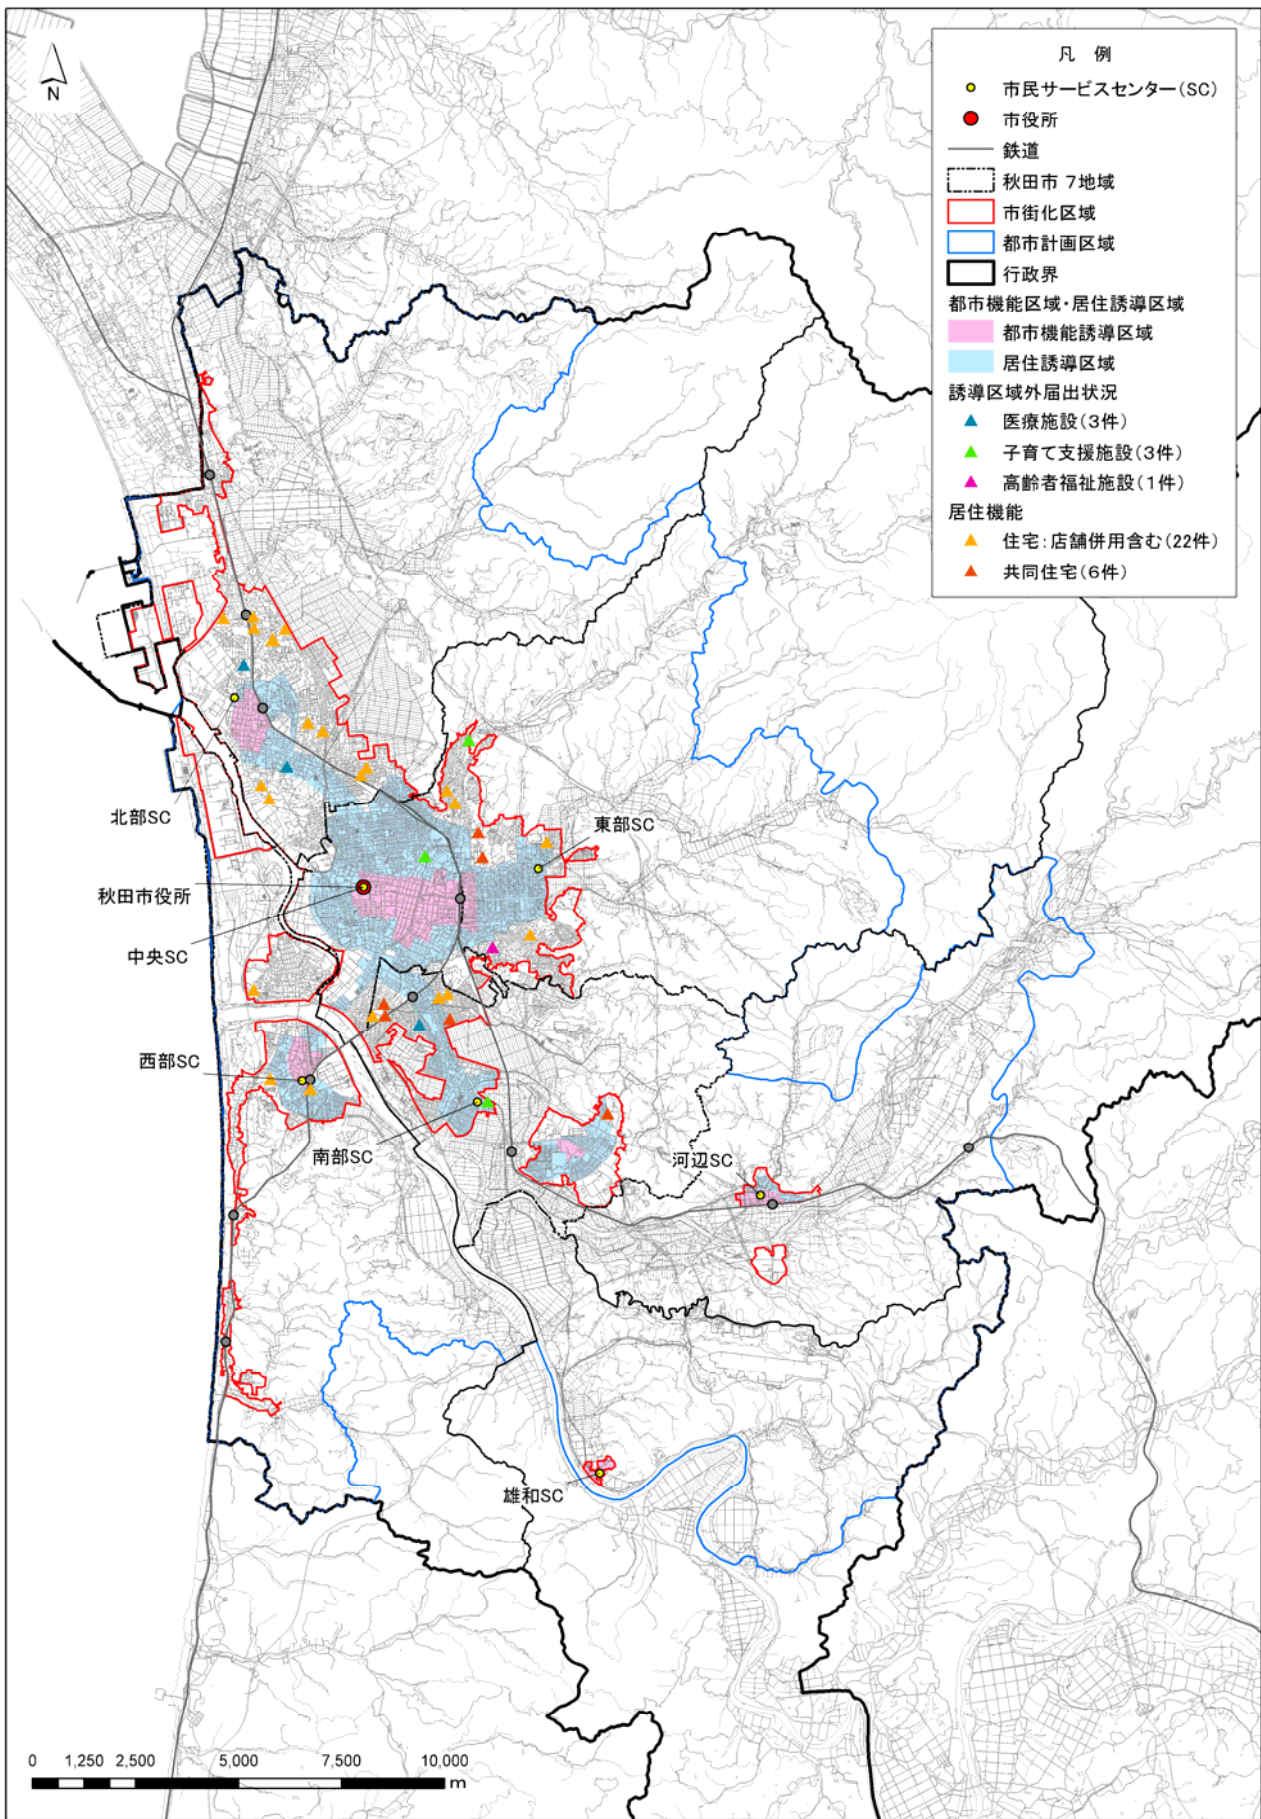 N
凡 例
市民サービスセンター(SC)
市役所
鉄道
秋田市 7地域
市街化区域
都市計画区域
行政界
都市機能区域・居住誘導区域
都市機能誘導区域
居住誘導区域
誘導区域外届出状況
医療施設(3件)
子育て支援施設(3件)
高齢者福祉施設(1件)
居住機能
住宅:店舗併用含む(22件)
共同住宅(6件)
北部SC
東部SC
秋田市役所
中央SC
西部SC
南部SC
河辺SC
雄和SC
0 1,250 2,500 5,000 7,500 10,000
m